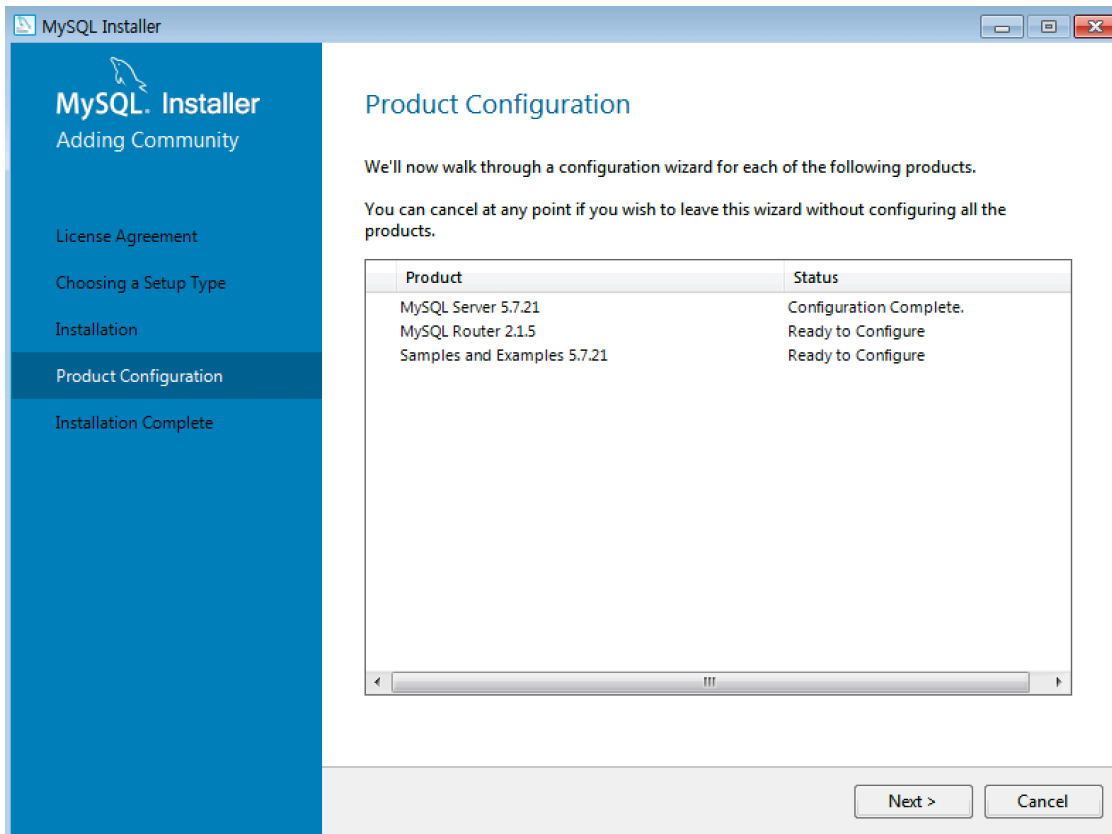 MySQL Installer
MySQL. Installer
Adding Community
License Agreement
Choosing a Setup Type
Installation
Product Configuration
Installation Complete
Product Configuration
We'll now walk through a configuration wizard for each of the following products.
You can cancel at any point if you wish to leave this wizard without configuring all the
products.
Product Status
MySQL Server 5.7.21 Configuration Complete.
MySQL Router 2.1.5 Ready to Configure
Samples and Examples 5.7.21 Ready to Configure
Next > Cancel